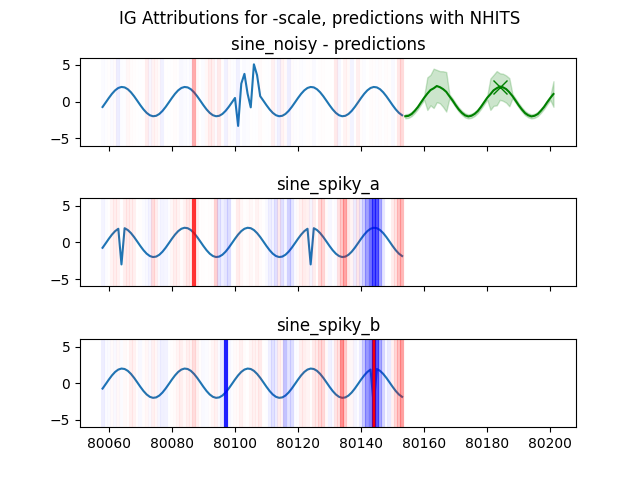 IG Attributions for -scale, predictions with NHITS
sine_noisy - predictions
5
0
−5
sine_spiky_a
5
0
−5
sine_spiky_b
5
0
−5
80060 80080 80100 80120 80140 80160 80180 80200